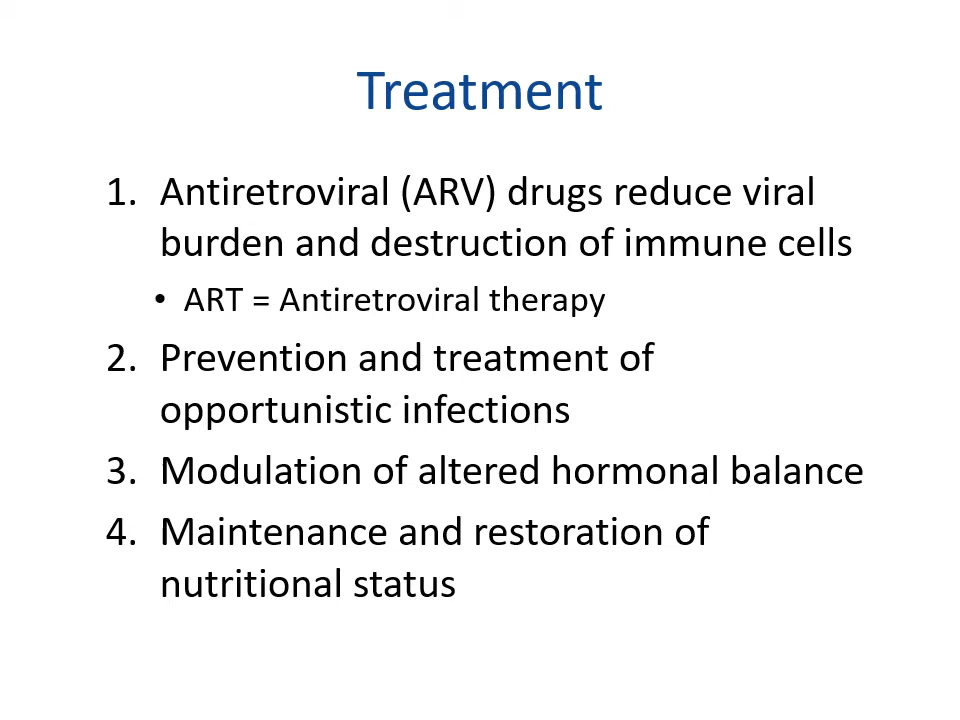 Treatment
1. Antiretroviral (ARV) drugs reduce viral
burden and destruction of immune cells
• ART = Antiretroviral therapy
2. Prevention and treatment of
opportunistic infections
3. Modulation of altered hormonal balance
4. Maintenance and restoration of
nutritional status